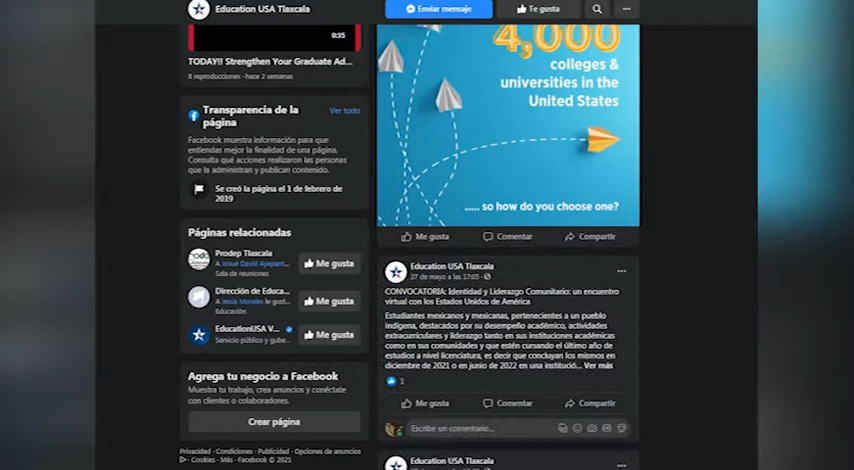 Education USA Tlaxcala
Enviar mensaje
Te gusta
0:35
TODAY!! Strengthen Your Graduate Ad...
8 reproducciones · hace 2 semanas
Transparencia de la
página
Ver todo
Facebook muestra información para que
entiendas mejor la finalidad de una página.
Consulta qué acciones realizaron las personas
que la administran y publican contenido.
Se creó la página el 1 de febrero de
2019
Páginas relacionadas
Prodep Tlaxcala
A Josué David Ayapant...
Sala de reuniones
Me gusta
Dirección de Educa...
A Jesús Morales le gust...
Educación
Me gusta
EducationUSA V...
Servicio público y gube...
Me gusta
Agrega tu negocio a Facebook
Muestra tu trabajo, crea anuncios y conéctate
con clientes o colaboradores.
Crear página
Privacidad · Condiciones · Publicidad · Opciones de anuncios
· Cookies · Más · Facebook © 2021
4,000
colleges &
universities in the
United States
..... so how do you choose one?
Me gusta
Comentar
Compartir
Education USA Tlaxcala
27 de mayo a las 17:05 ·
CONVOCATORIA: Identidad y Liderazgo Comunitario: un encuentro
virtual con los Estados Unidos de América
Estudiantes mexicanos y mexicanas, pertenecientes a un pueblo
indígena, destacados por su desempeño académico, actividades
extracurriculares y liderazgo tanto en sus instituciones académicas
como en sus comunidades y que estén cursando el último año de
estudios a nivel licenciatura, es decir que concluyan los mismos en
diciembre de 2021 o en junio de 2022 en una institució... Ver más
1
Me gusta
Comentar
Compartir
Escribe un comentario...
Education USA Tlaxcala